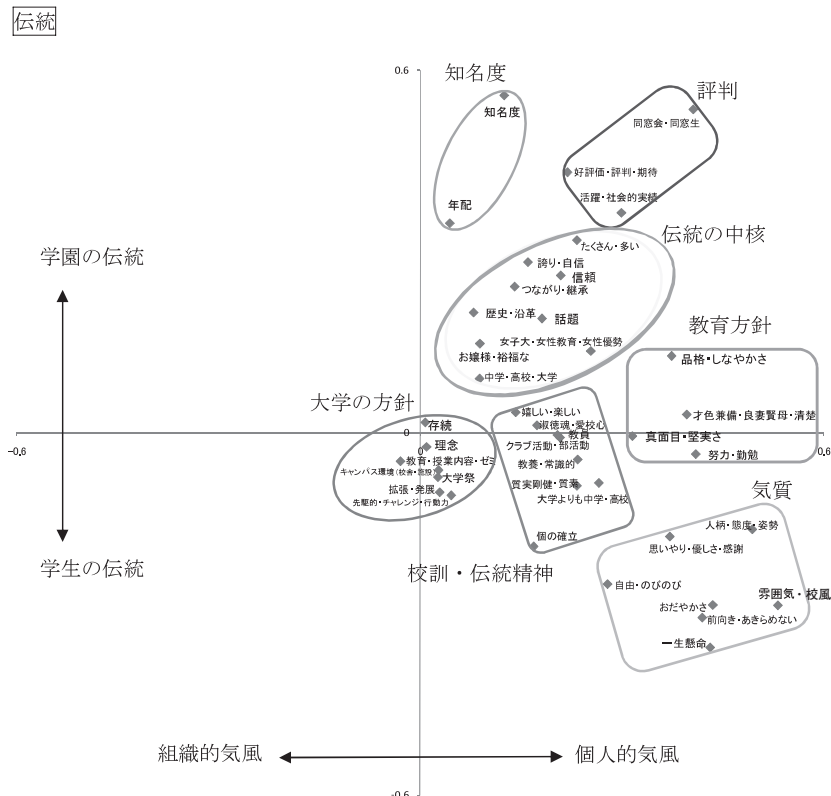 伝統
0.6
知名度
知名度
年配
評判
同窓会・同窓生
好評価・評判・期待
活躍・社会的実績
伝統の中核
たくさん・多い
誇り・自信
信頼
つながり・継承
歴史・沿革
話題
女子大・女性教育・女性優勢
お嬢様・裕福な
中学・高校・大学
学園の伝統
学生の伝統
教育方針
品格・しなやかさ
才色兼備・良妻賢母・清楚
真面目・堅実さ
努力・勤勉
大学の方針
存続
理念
教育・授業内容・ゼミ
キャンパス環境（校舎・施設）
大学祭
拡張・発展
先駆的・チャレンジ・行動力
-0.6
0
0
0.6
嬉しい・楽しい
淑徳魂・愛校心
教員
クラブ活動・部活動
教養・常識的
質実剛健・質素
大学よりも中学・高校
個の確立
校訓・伝統精神
気質
人柄・態度・姿勢
思いやり・優しさ・感謝
自由・のびのび
雰囲気・校風
おだやかさ
前向き・あきらめない
一生懸命
組織的気風
個人的気風
-0.6